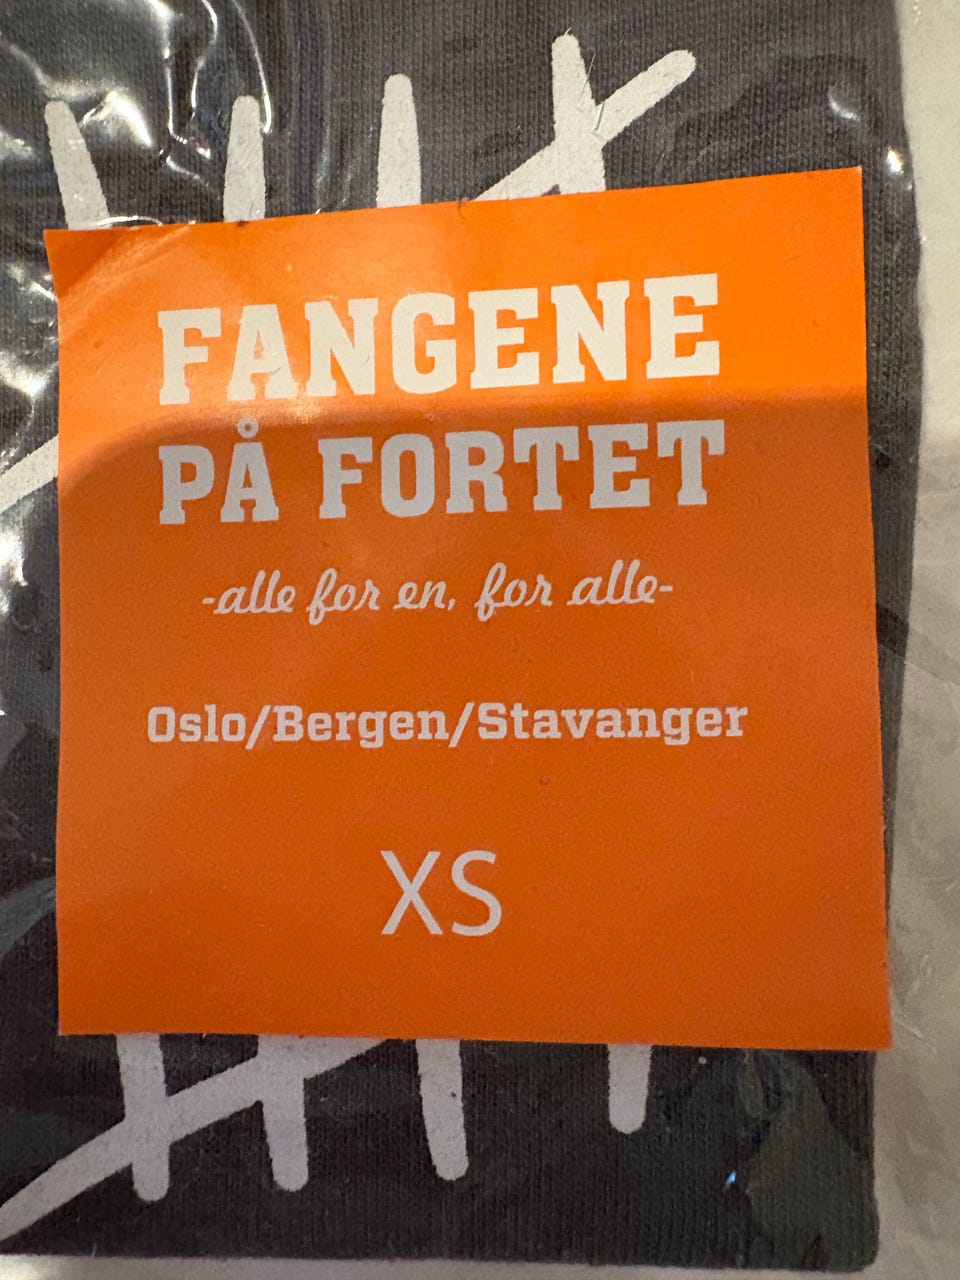 FANGENE
PÅ FORTET
-alle for en, for alle-
Oslo/Bergen/Stavanger
XS